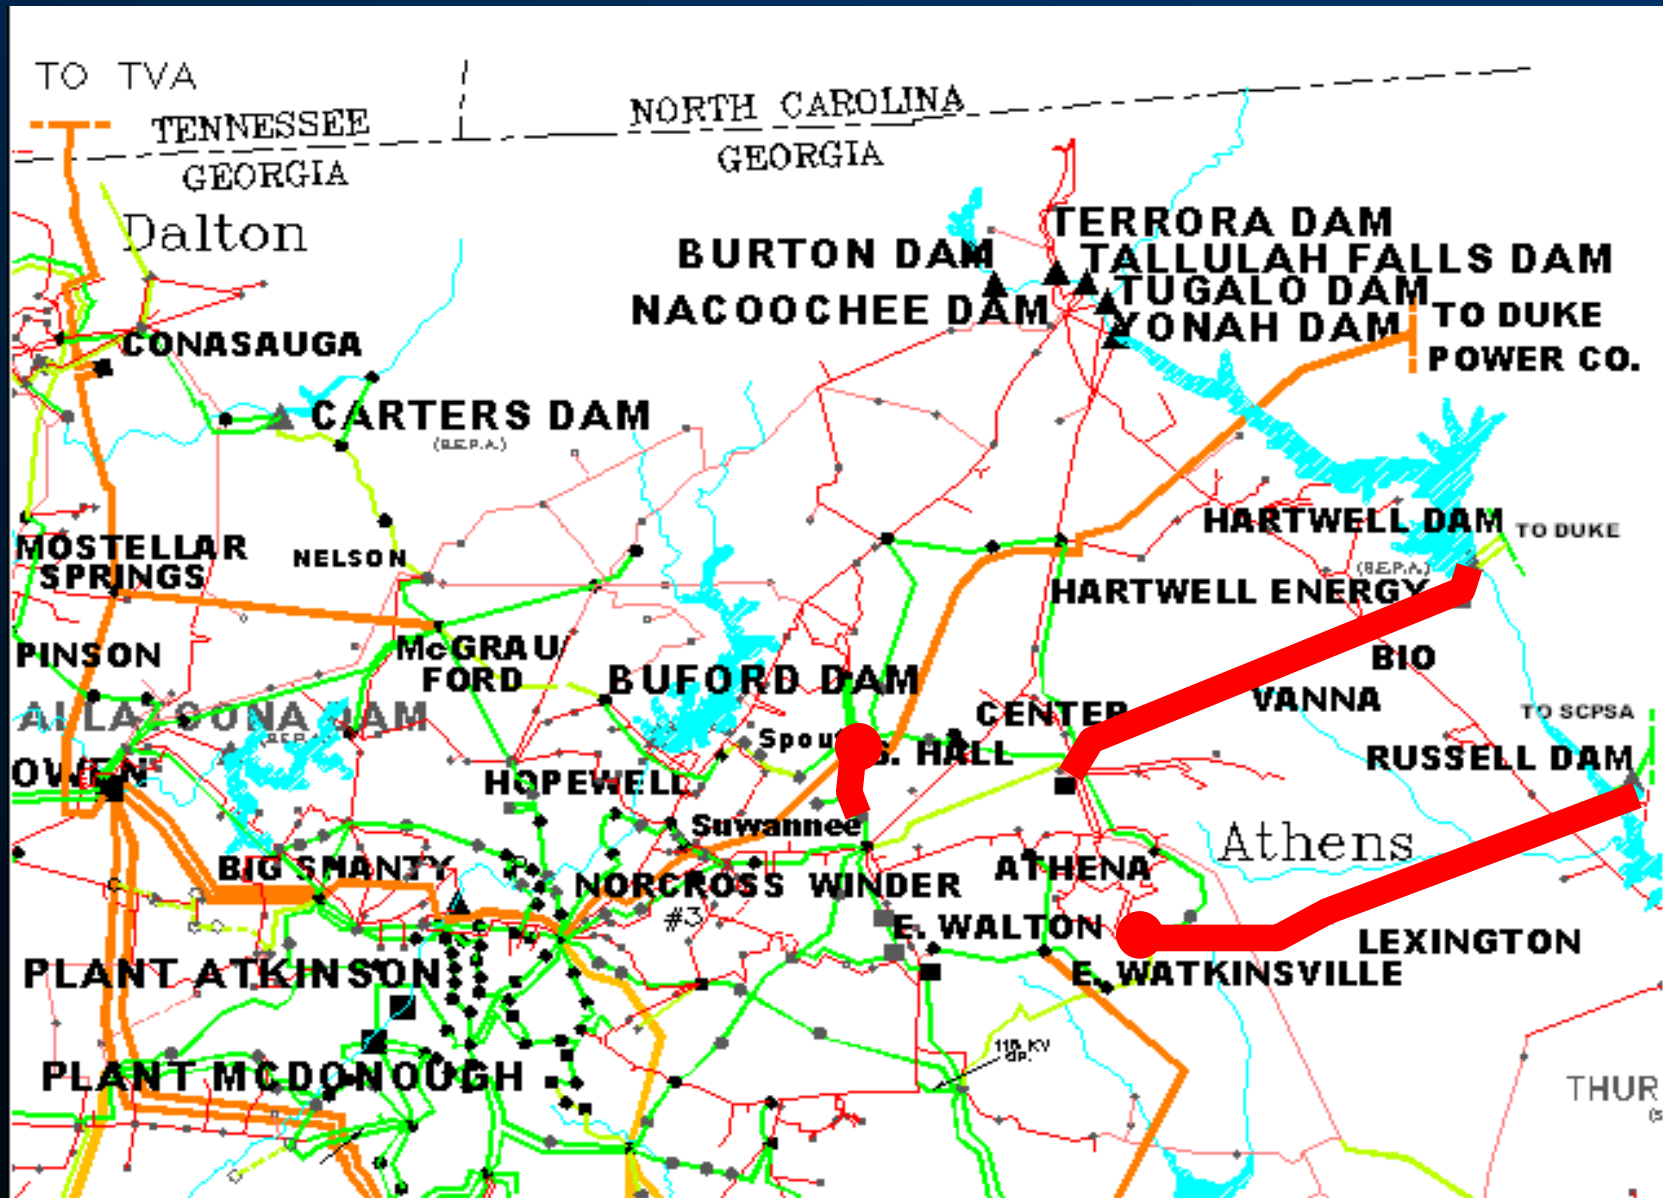 TO TVA
TENNESSEE
GEORGIA
NORTH CAROLINA
GEORGIA
Dalton
TERRORA DAM
BURTON DAM
TALLULAH FALLS DAM
TUGALO DAM
NACOOCHEE DAM
YONAH DAM
TO DUKE
POWER CO.
CONASAUGA
CARTERS DAM
(S.E.P.A.)
HARTWELL DAM
TO DUKE
MOSTELLAR
SPRINGS
NELSON
(S.E.P.A.)
HARTWELL ENERGY
PINSON
McGRAU
FORD
BUFORD DAM
BIO
VANNA
CENTER
TO SCPSA
S. HALL
RUSSELL DAM
HOPEWELL
Suwannee
Athens
BIG SHANTY
NORCROSS
WINDER
ATHENA
#3
E. WALTON
LEXINGTON
PLANT ATKINSON
E. WATKINSVILLE
115 KV
OP.
PLANT MCDONOUGH
THUR